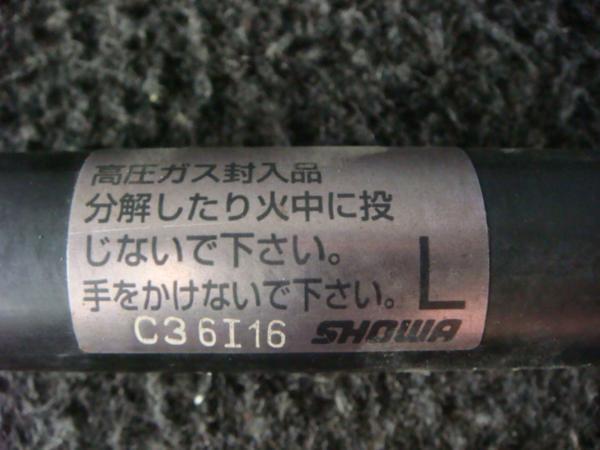 高圧ガス封入品
分解したり火中に投
じないで下さい。
手をかけないで下さい。 L
C36I16 SHOWA